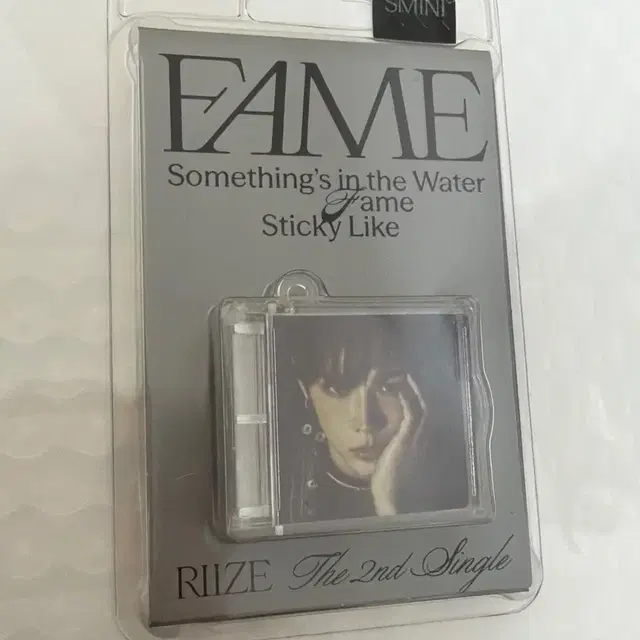 SMINI
FAME
Something's in the Water
Fame
Sticky Like
RIIZE The 2nd Single